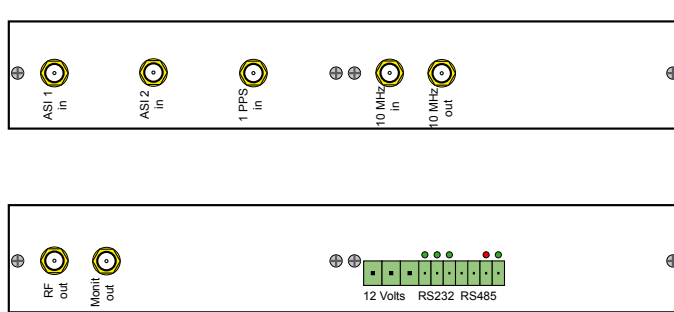 ASI 1
in
ASI 2
in
1 PPS
in
10 MHz
in
10 MHz
out
RF
out
Monit
out
12 Volts RS232 RS485